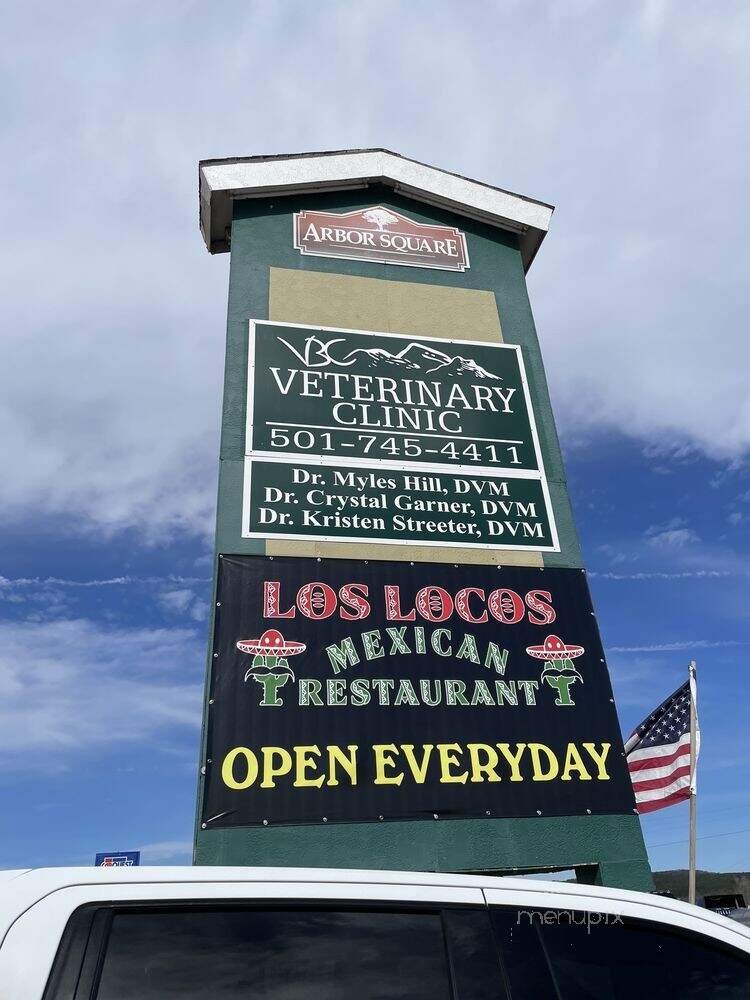 ARBOR SQUARE
VBC
VETERINARY
CLINIC
501-745-4411
Dr. Myles Hill, DVM
Dr. Crystal Garner, DVM
Dr. Kristen Streeter, DVM
LOS LOCOS
MEXICAN
RESTAURANT
OPEN EVERYDAY
menupix